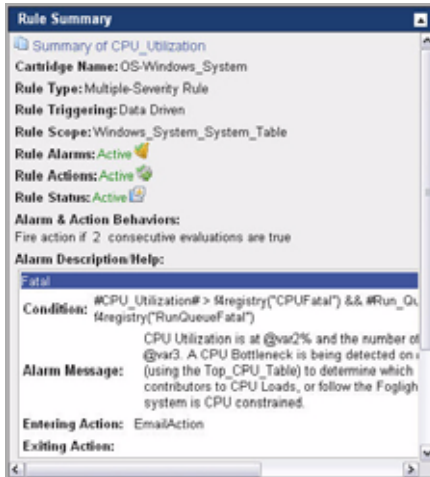 Rule Summary
Summary of CPU_Utilization
Cartridge Name: OS-Windows_System
Rule Type: Multiple-Severity Rule
Rule Triggering: Data Driven
Rule Scope: Windows_System_System_Table
Rule Alarms: Active
Rule Actions: Active
Rule Status: Active
Alarm & Action Behaviors:
Fire action if 2 consecutive evaluations are true
Alarm Description/Help:
Fatal
Condition: #CPU_Utilization# > f4registry("CPUFatal") && #Run_Qu
f4registry("RunQueueFatal")
CPU Utilization is at @var2% and the number of
@var3. A CPU Bottleneck is being detected on
Alarm Message: (using the Top_CPU_Table) to determine which
contributors to CPU Loads, or follow the Fogligh
system is CPU constrained.
Entering Action: EmailAction
Exiting Action: